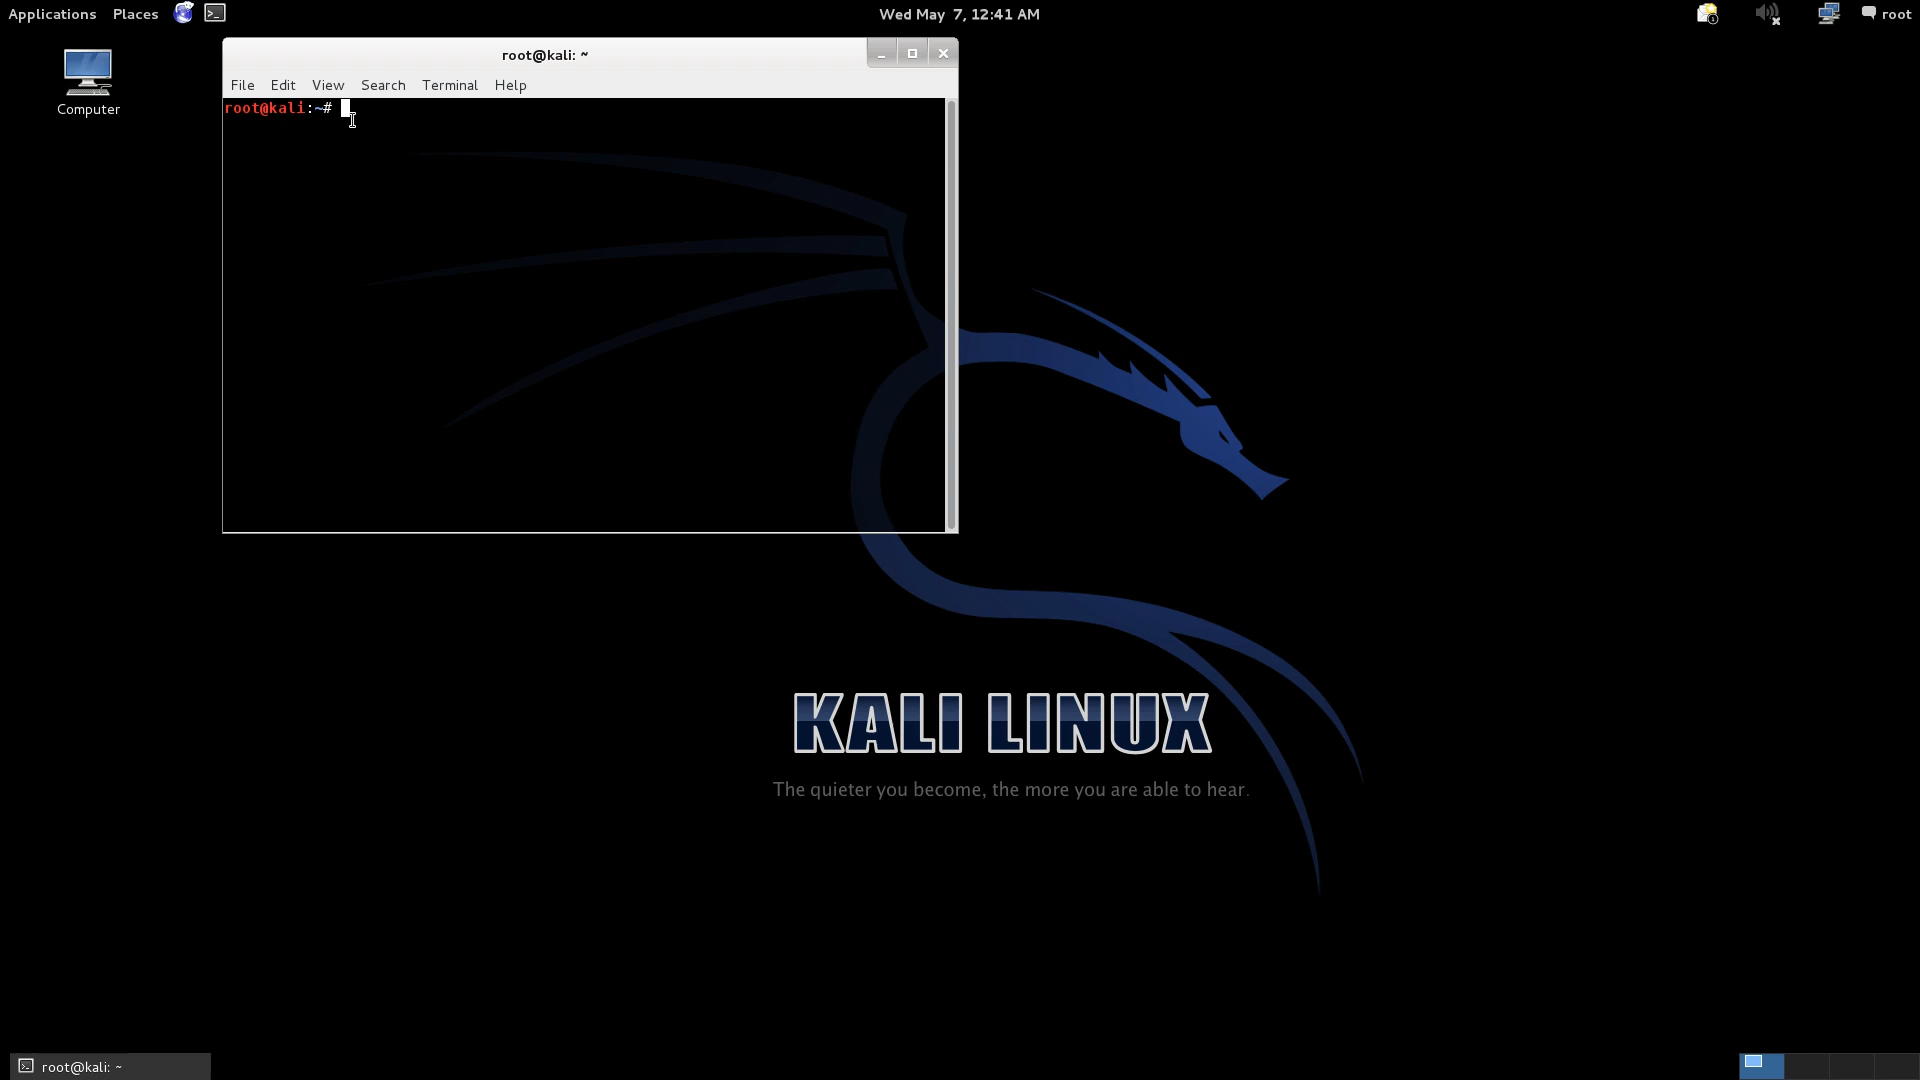 Applications Places Wed May 7, 12:41 AM root
Computer
root@kali: ~
File Edit View Search Terminal Help
root@kali:~#
KALI LINUX
The quieter you become, the more you are able to hear.
root@kali: ~